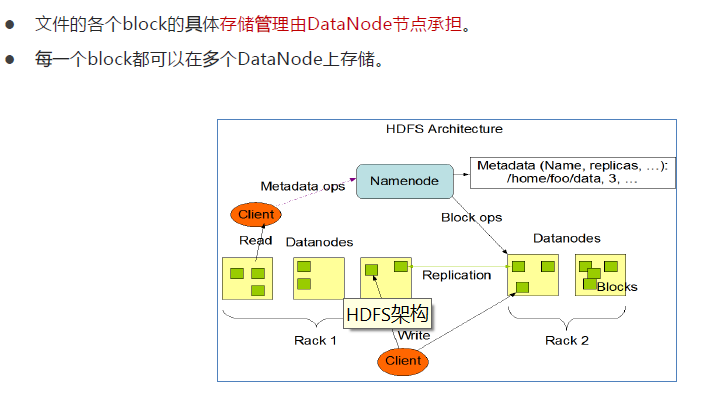 文件的各个block的具体存储管理由DataNode节点承担。
每一个block都可以在多个DataNode上存储。
HDFS Architecture
Metadata (Name, replicas, ...):
/home/foo/data, 3, ...
Namenode
Metadata ops
Client
Block ops
Read
Datanodes
Datanodes
Replication
Blocks
HDFS架构
Write
Rack 1
Rack 2
Client